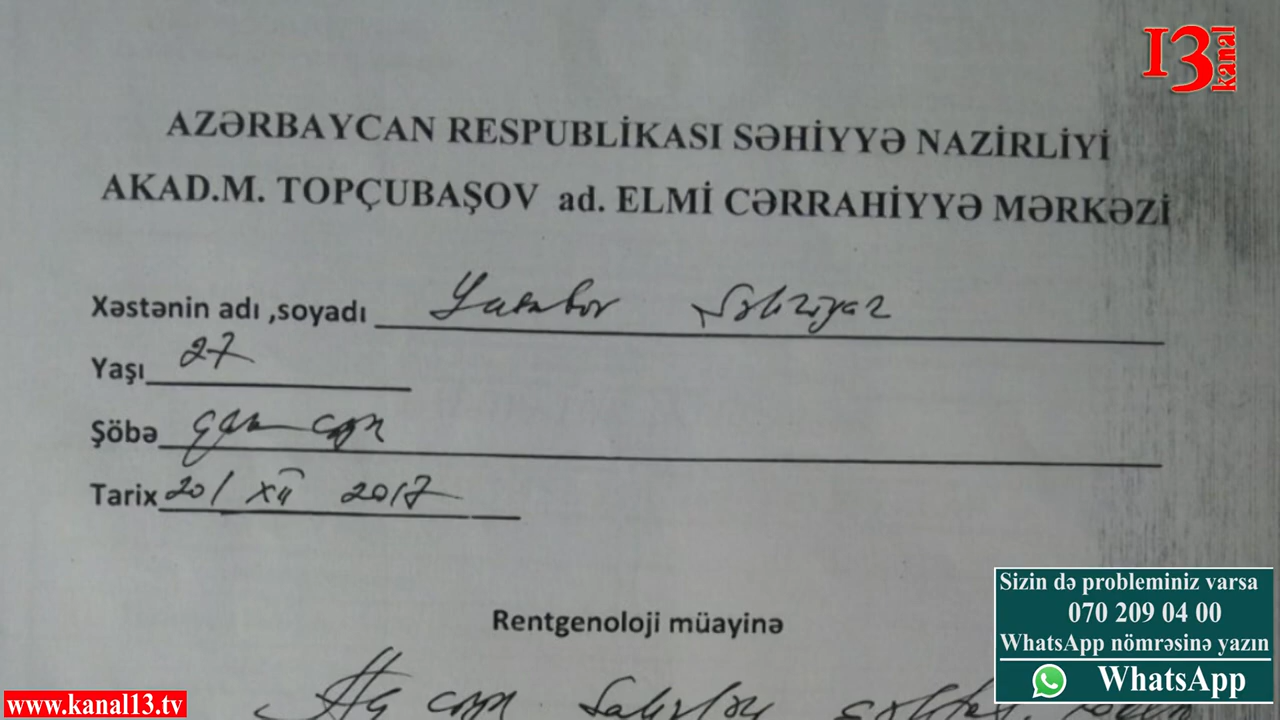 13 kanal
AZƏRBAYCAN RESPUBLİKASI SƏHİYYƏ NAZİRLİYİ
AKAD.M. TOPÇUBAŞOV ad. ELMİ CƏRRAHİYYƏ MƏRKƏZİ
Xəstənin adı ,soyadı
Yaşı 27
Şöbə
Tarix 20/ XII 2017
Rentgenoloji müayinə
Sizin də probleminiz varsa
070 209 04 00
WhatsApp nömrəsinə yazın
WhatsApp
www.kanal13.tv